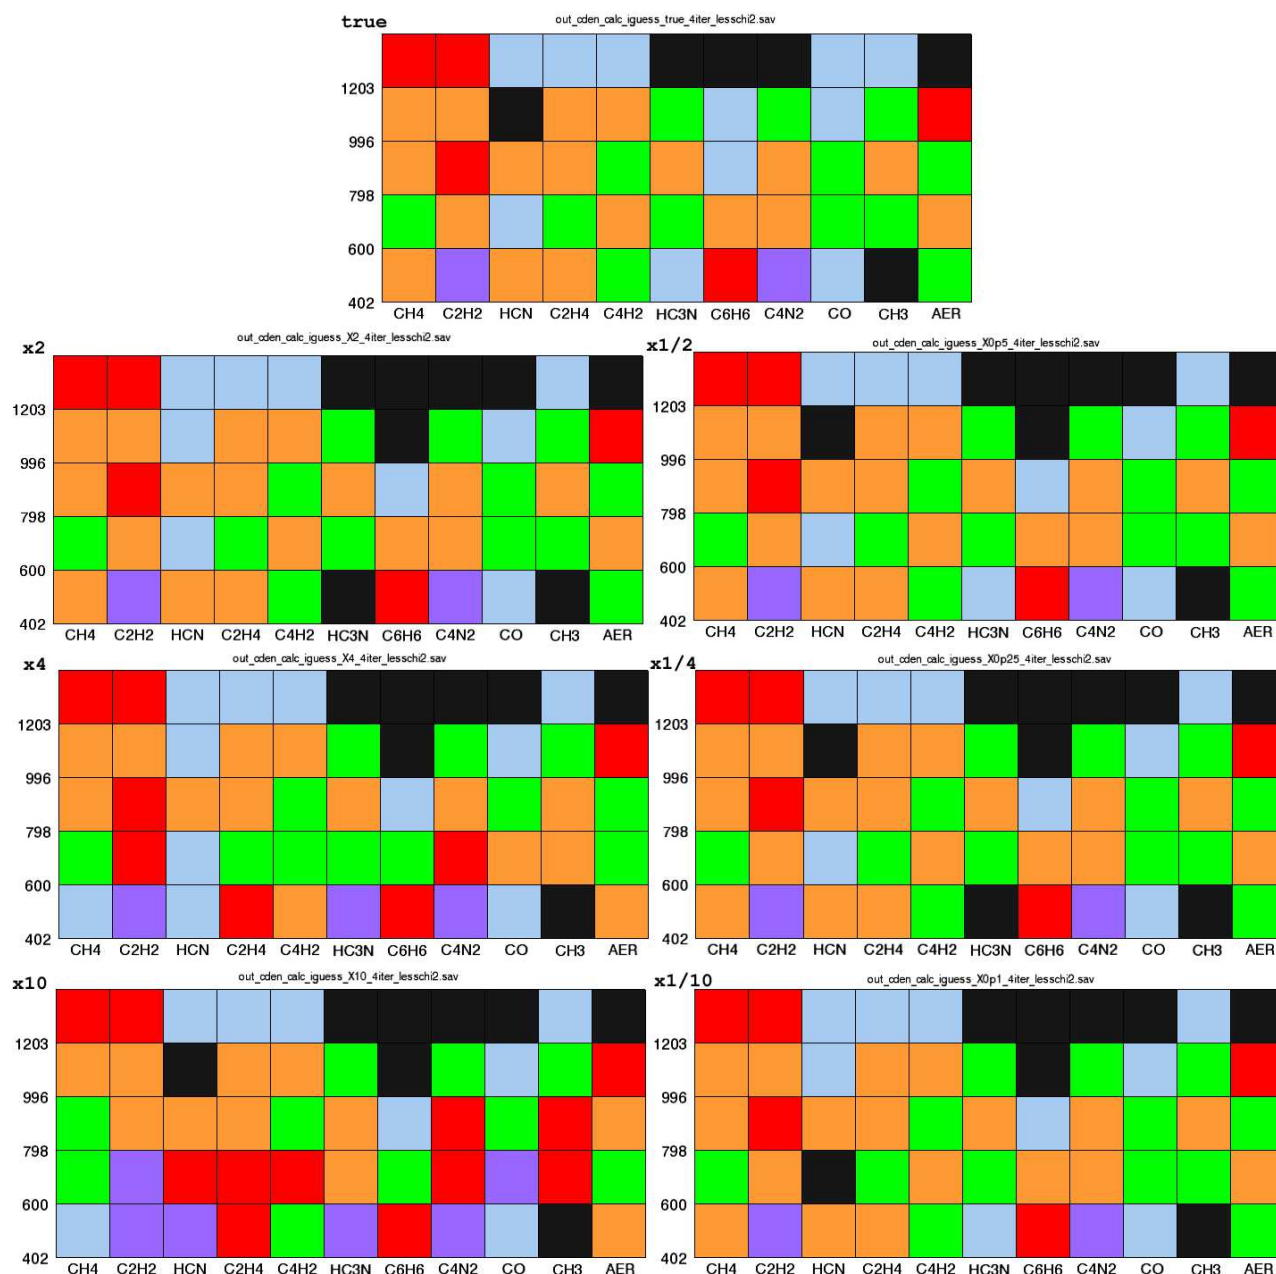 true
out_cden_calc_iguess_true_4iter_lesschi2.sav
1203
996
798
600
402
CH4 C2H2 HCN C2H4 C4H2 HC3N C6H6 C4N2 CO CH3 AER
x2
out_cden_calc_iguess_X2_4iter_lesschi2.sav
1203
996
798
600
402
CH4 C2H2 HCN C2H4 C4H2 HC3N C6H6 C4N2 CO CH3 AER
x1/2
out_cden_calc_iguess_X0p5_4iter_lesschi2.sav
1203
996
798
600
402
CH4 C2H2 HCN C2H4 C4H2 HC3N C6H6 C4N2 CO CH3 AER
x4
out_cden_calc_iguess_X4_4iter_lesschi2.sav
1203
996
798
600
402
CH4 C2H2 HCN C2H4 C4H2 HC3N C6H6 C4N2 CO CH3 AER
x1/4
out_cden_calc_iguess_X0p25_4iter_lesschi2.sav
1203
996
798
600
402
CH4 C2H2 HCN C2H4 C4H2 HC3N C6H6 C4N2 CO CH3 AER
x10
out_cden_calc_iguess_X10_4iter_lesschi2.sav
1203
996
798
600
402
CH4 C2H2 HCN C2H4 C4H2 HC3N C6H6 C4N2 CO CH3 AER
x1/10
out_cden_calc_iguess_X0p1_4iter_lesschi2.sav
1203
996
798
600
402
CH4 C2H2 HCN C2H4 C4H2 HC3N C6H6 C4N2 CO CH3 AER